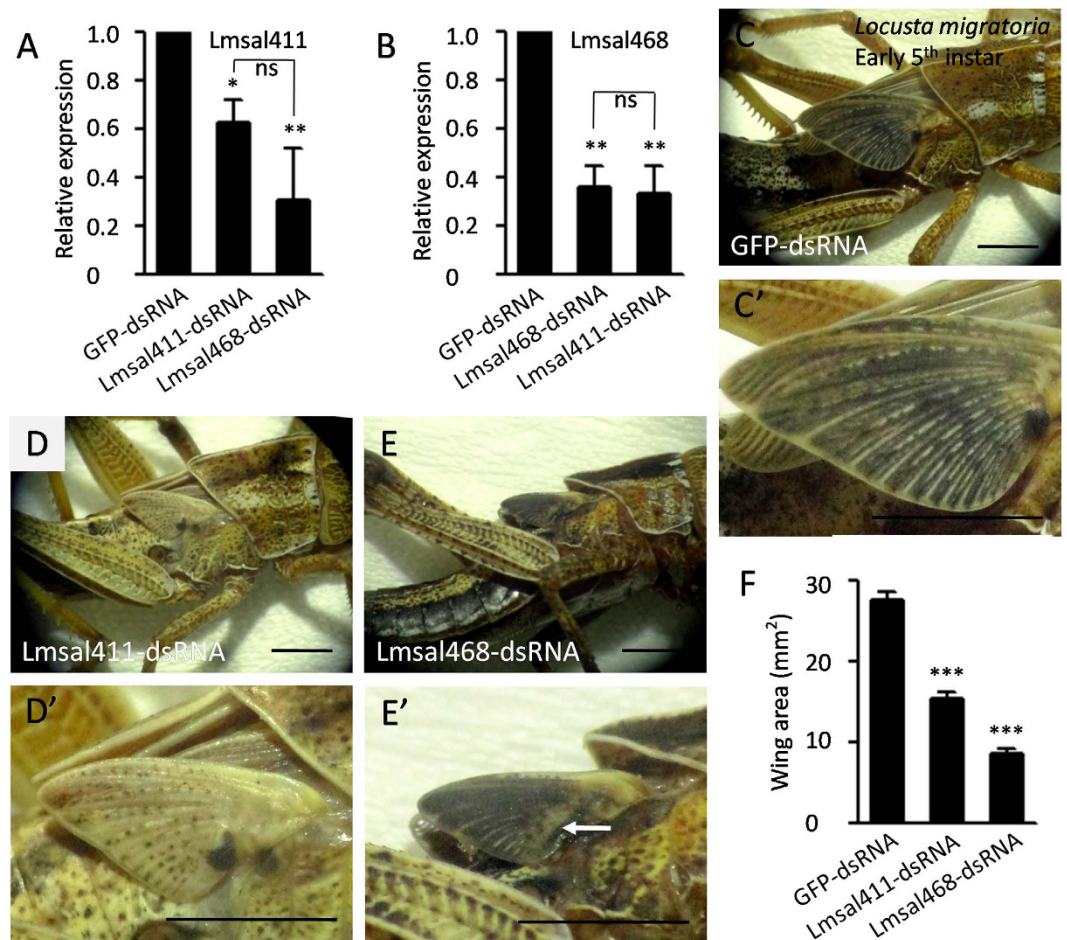 A
Lmsal411
ns
*
**
1.0
0.8
0.6
0.4
0.2
0
Relative expression
GFP-dsRNA
Lmsal411-dsRNA
Lmsal468-dsRNA
B
Lmsal468
ns
**
**
1.0
0.8
0.6
0.4
0.2
0
Relative expression
GFP-dsRNA
Lmsal468-dsRNA
Lmsal411-dsRNA
C
Locusta migratoria
Early 5th instar
GFP-dsRNA
C’
D
Lmsal411-dsRNA
E
Lmsal468-dsRNA
D’
E’
F
30
20
10
0
Wing area (mm²)
***
***
GFP-dsRNA
Lmsal411-dsRNA
Lmsal468-dsRNA